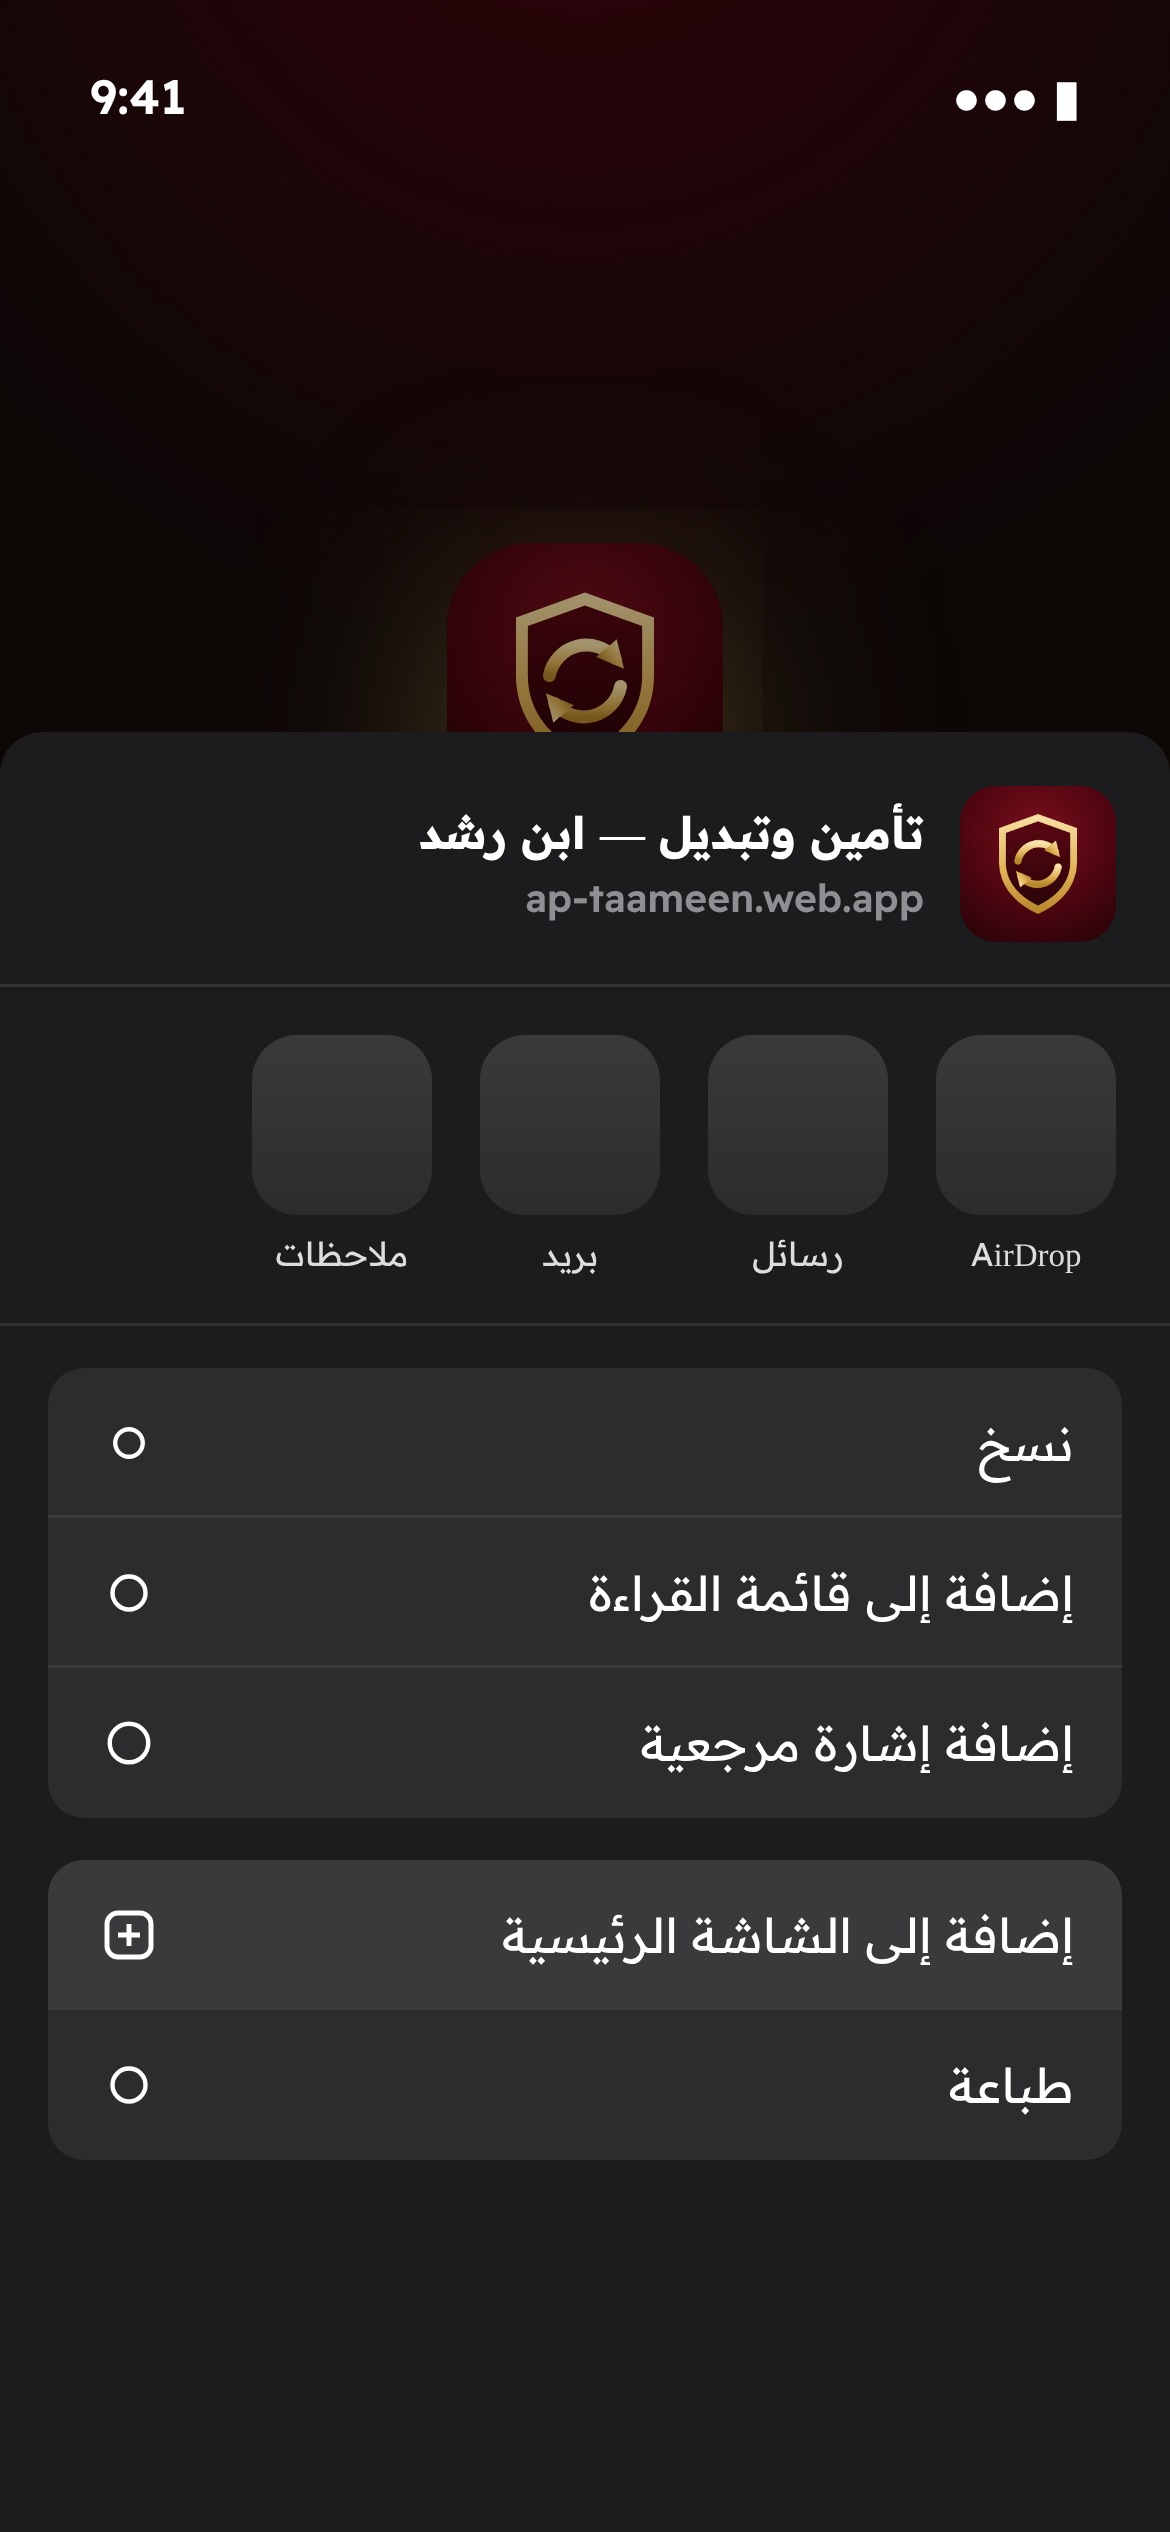 9:41
تأمين وتبديل — ابن رشد
ap-taameen.web.app
AirDrop
رسائل
بريد
ملاحظات
نسخ
إضافة إلى قائمة القراءة
إضافة إشارة مرجعية
إضافة إلى الشاشة الرئيسية
طباعة